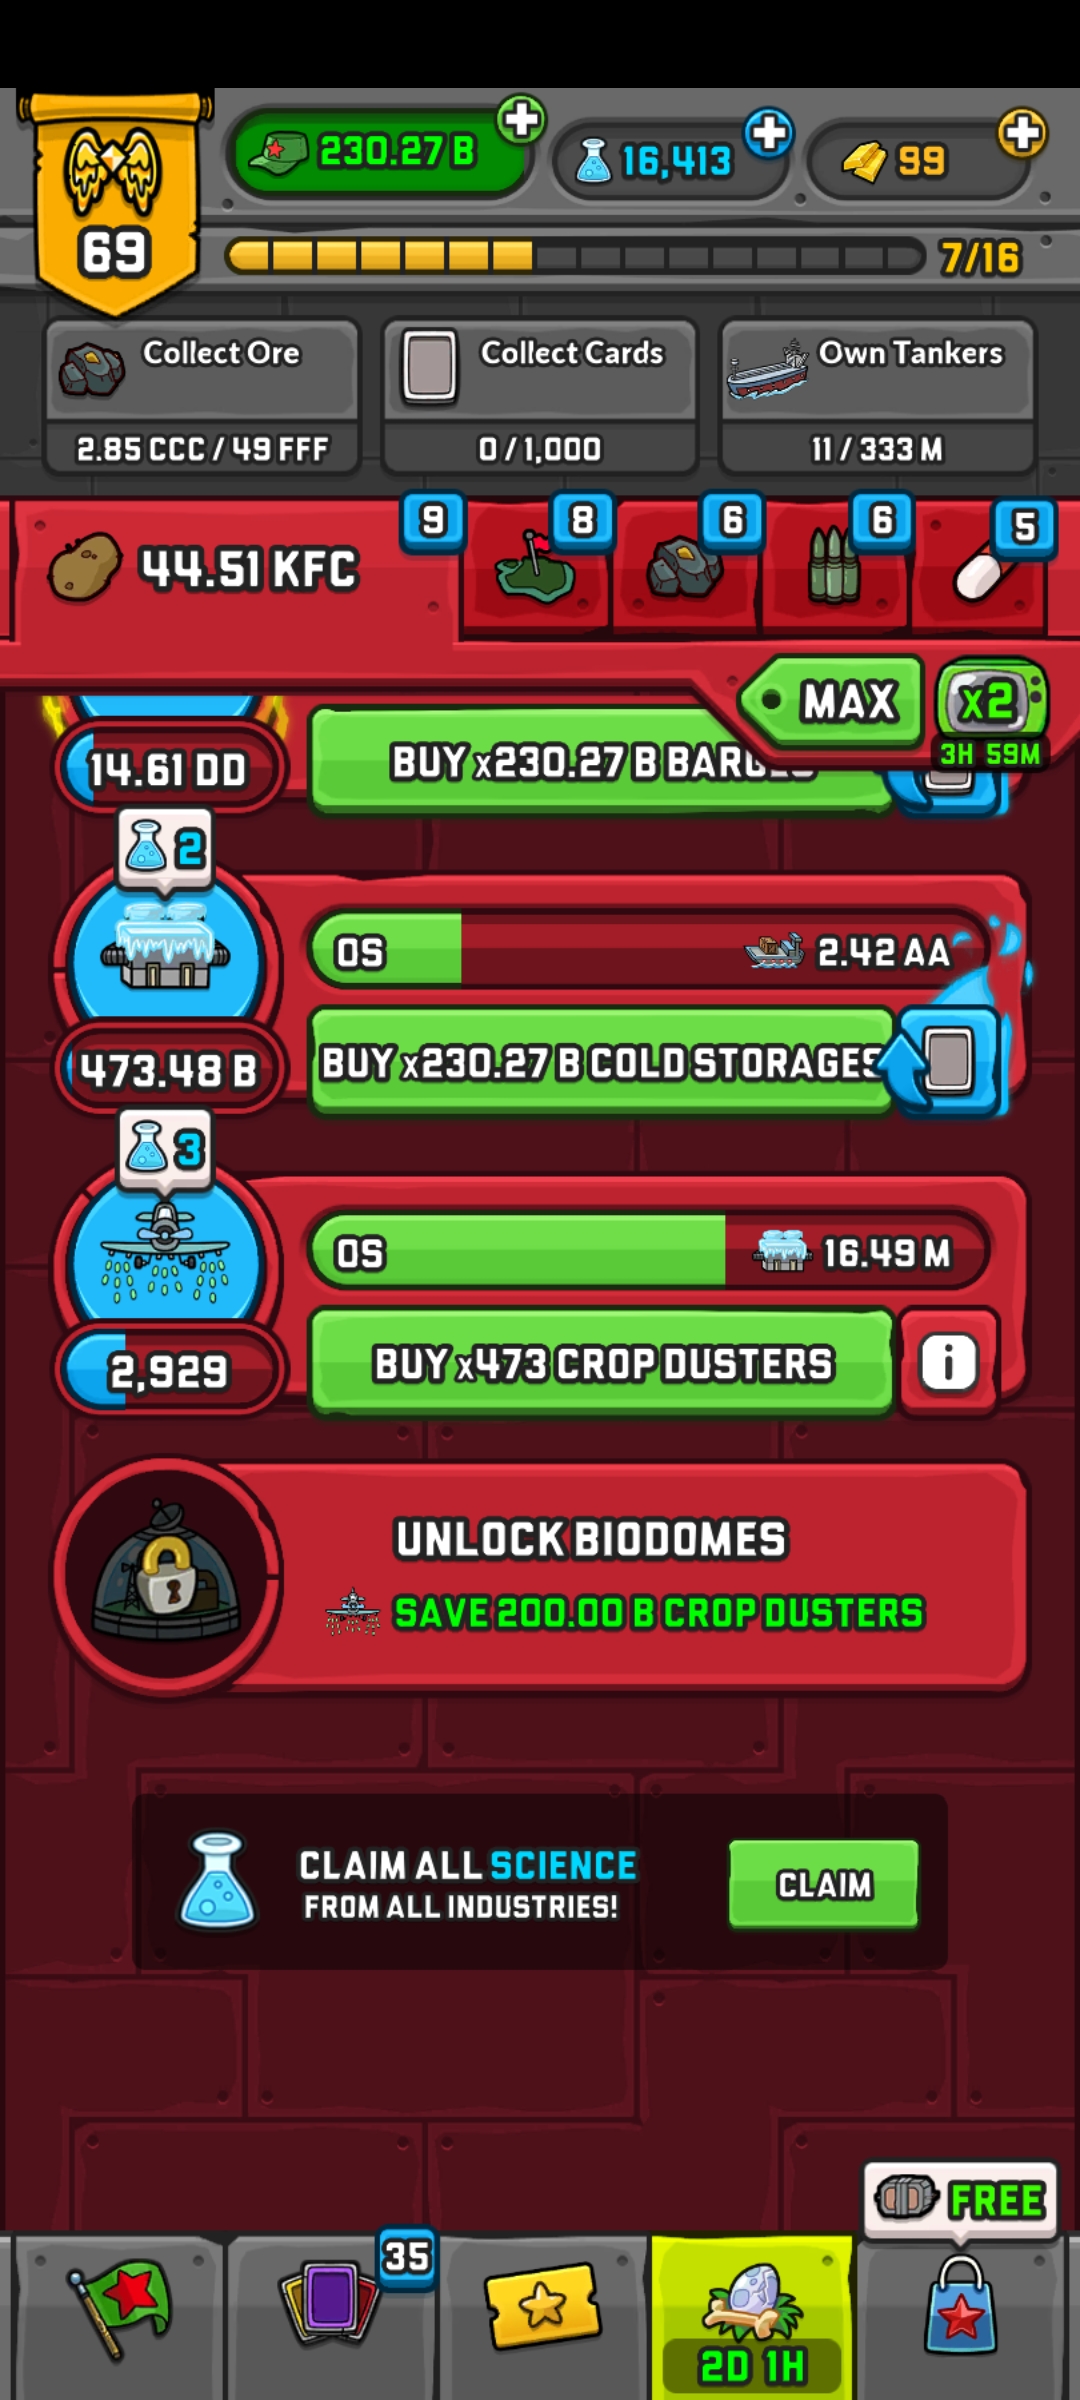 69
230.27 B
16,413
99
7/16
Collect Ore
2.85 CCC / 49 FFF
Collect Cards
0 / 1,000
Own Tankers
11 / 333 M
44.51 KFC
9
8
6
6
5
MAX
x2
3H 59M
14.61 DD
BUY x230.27 B
2
0S
2.42 AA
473.48 B
BUY x230.27 B COLD STORAGES
3
0S
16.49 M
2,929
BUY x473 CROP DUSTERS
i
UNLOCK BIODOMES
SAVE 200.00 B CROP DUSTERS
CLAIM ALL SCIENCE
FROM ALL INDUSTRIES!
CLAIM
FREE
35
2D 1H